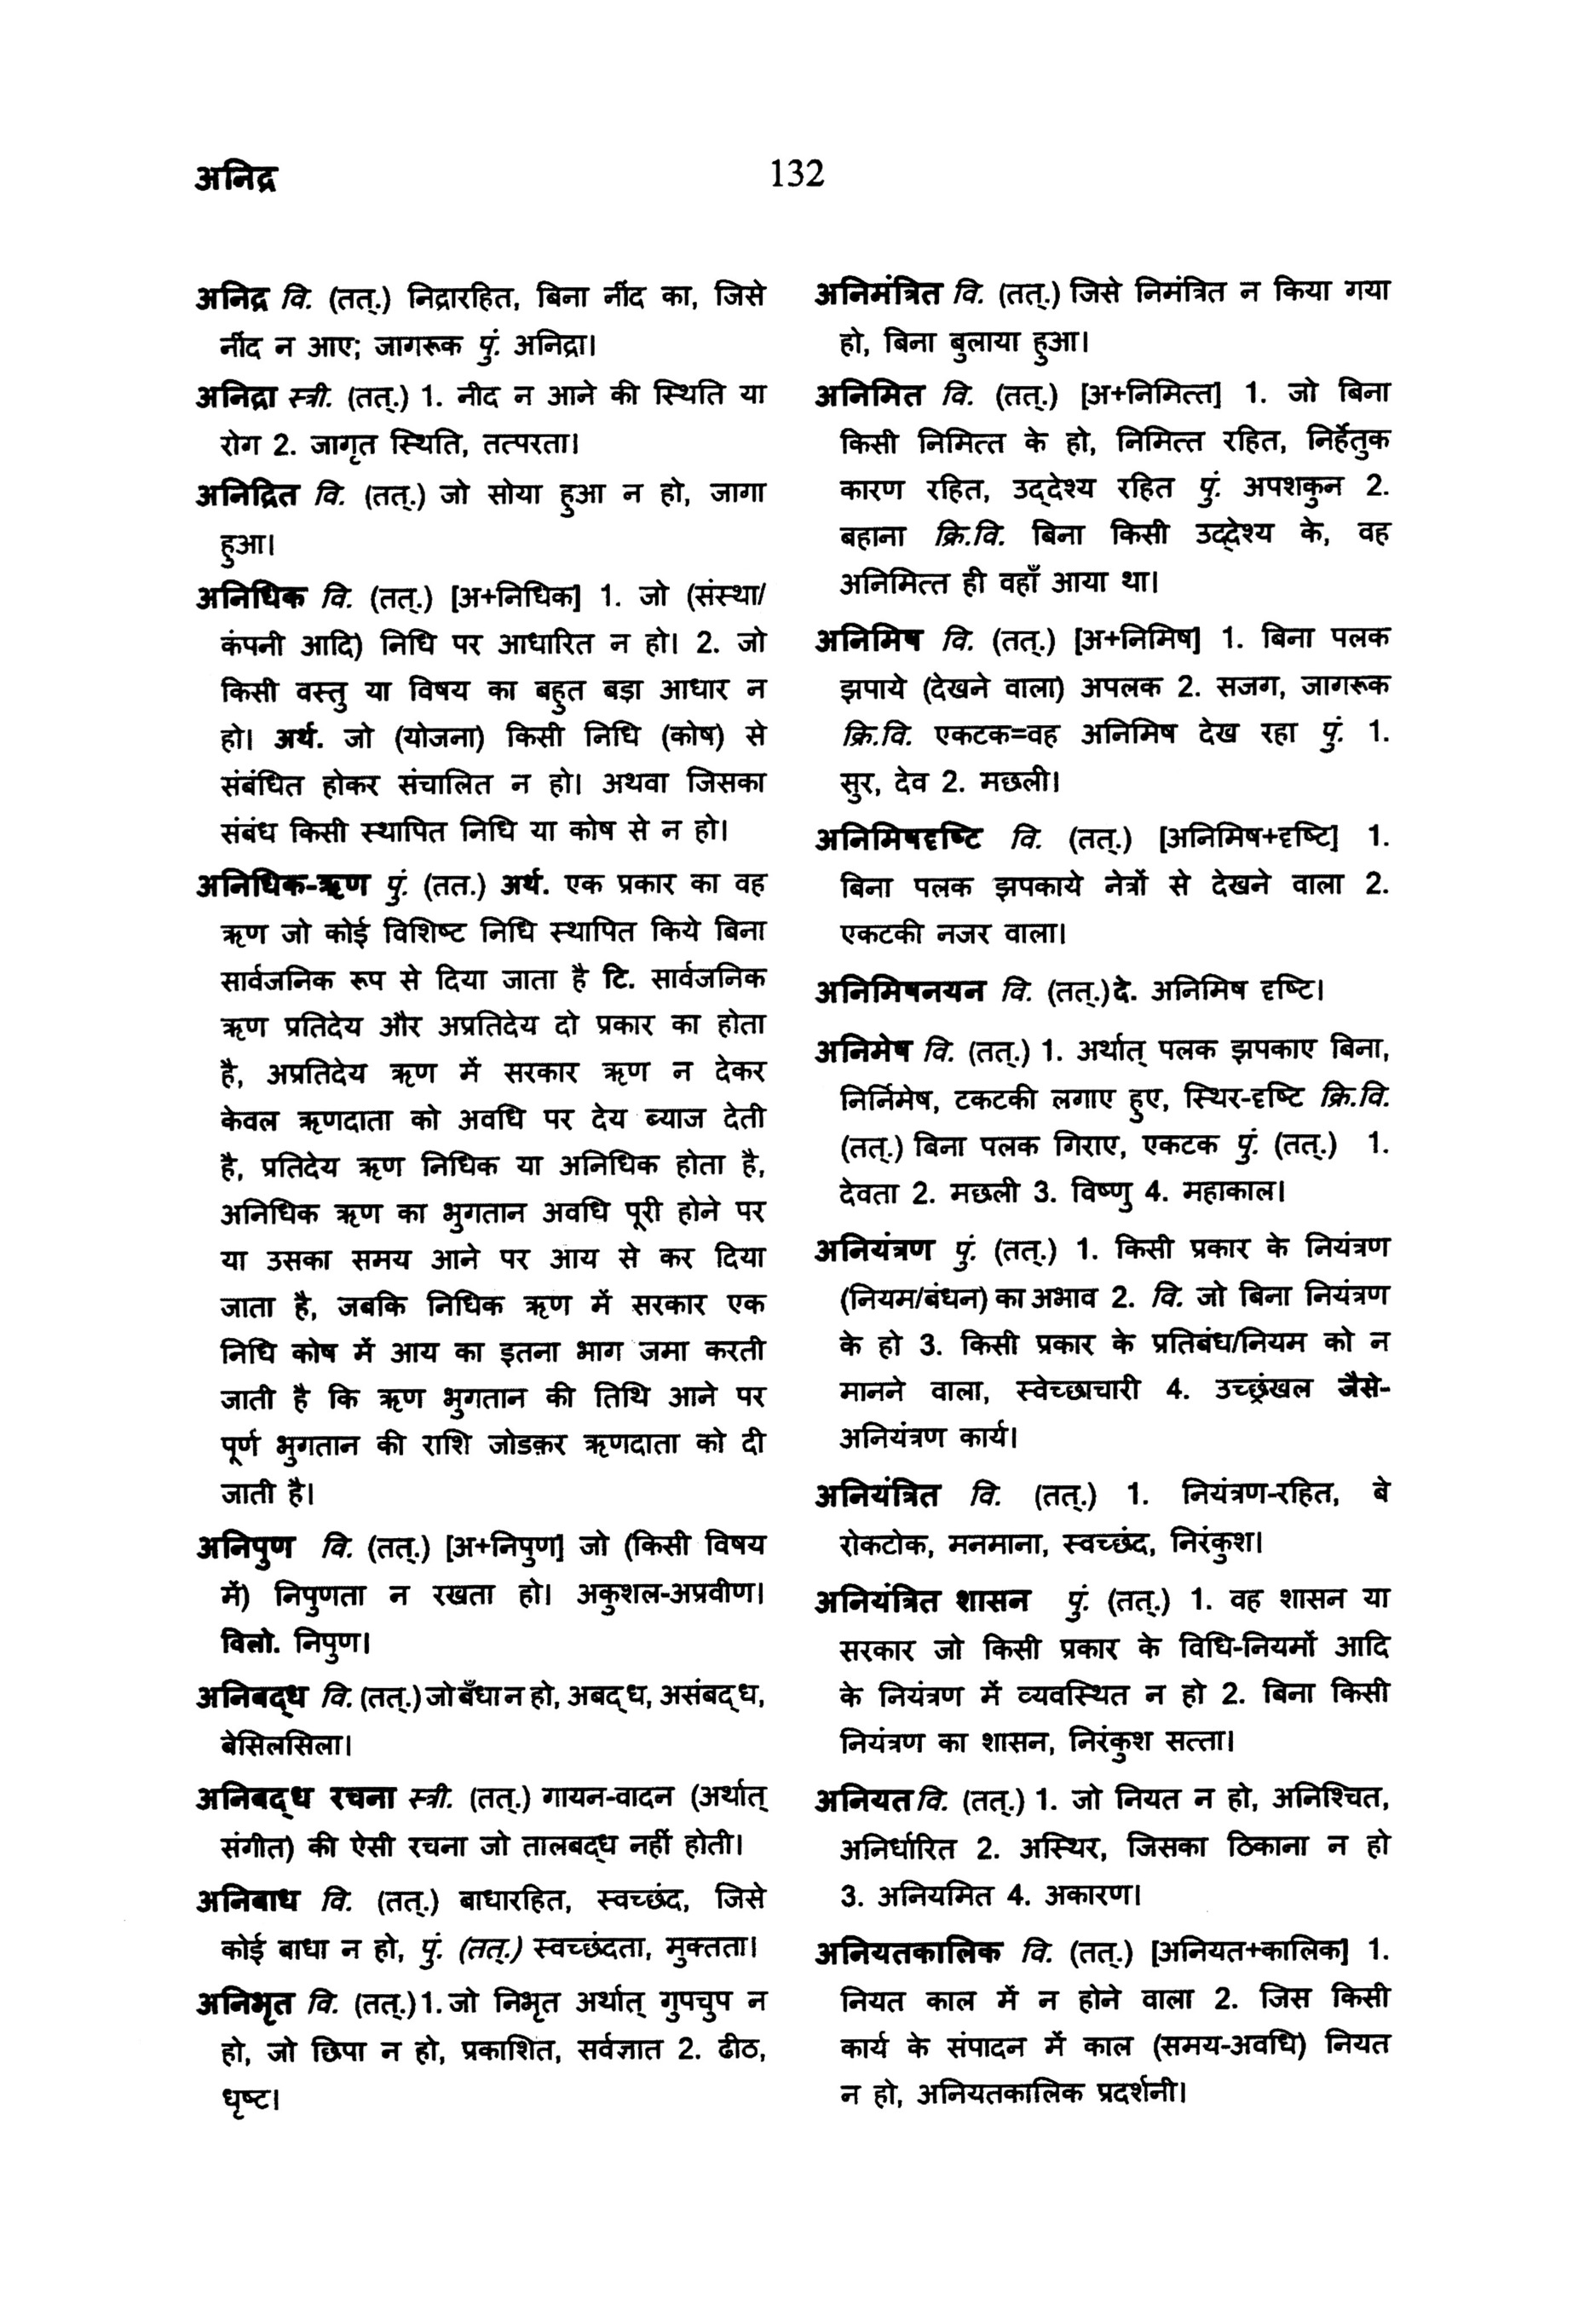 अनिद्र
132
अनिद्र वि. (तत्.) निद्रारहित, बिना नींद का, जिसे
नींद न आए; जागरूक पुं. अनिद्रा।
अनिद्रा स्त्री. (तत्.) 1. नीद न आने की स्थिति या
रोग 2. जागृत स्थिति, तत्परता।
अनिद्रित वि. (तत्.) जो सोया हुआ न हो, जागा
हुआ।
अनिधिक वि. (तत्.) [अ+निधिक] 1. जो (संस्था/
कंपनी आदि) निधि पर आधारित न हो। 2. जो
किसी वस्तु या विषय का बहुत बड़ा आधार न
हो। अर्थ. जो (योजना) किसी निधि (कोष) से
संबंधित होकर संचालित न हो। अथवा जिसका
संबंध किसी स्थापित निधि या कोष से न हो।
अनिधिक-ऋण पुं. (तत.) अर्थ. एक प्रकार का वह
ऋण जो कोई विशिष्ट निधि स्थापित किये बिना
सार्वजनिक रूप से दिया जाता है टि. सार्वजनिक
ऋण प्रतिदेय और अप्रतिदेय दो प्रकार का होता
है, अप्रतिदेय ऋण में सरकार ऋण न देकर
केवल ऋणदाता को अवधि पर देय ब्याज देती
है, प्रतिदेय ऋण निधिक या अनिधिक होता है,
अनिधिक ऋण का भुगतान अवधि पूरी होने पर
या उसका समय आने पर आय से कर दिया
जाता है, जबकि निधिक ऋण में सरकार एक
निधि कोष में आय का इतना भाग जमा करती
जाती है कि ऋण भुगतान की तिथि आने पर
पूर्ण भुगतान की राशि जोडक़र ऋणदाता को दी
जाती है।
अनिपुण वि. (तत्.) [अ+निपुण] जो (किसी विषय
में) निपुणता न रखता हो। अकुशल-अप्रवीण।
विलो. निपुण।
अनिबद्ध वि. (तत्.) जो बँधा न हो, अबद्ध, असंबद्ध,
बेसिलसिला।
अनिबद्ध रचना स्त्री. (तत्.) गायन-वादन (अर्थात्
संगीत) की ऐसी रचना जो तालबद्ध नहीं होती।
अनिबाध वि. (तत्.) बाधारहित, स्वच्छंद, जिसे
कोई बाधा न हो, पुं. (तत्.) स्वच्छंदता, मुक्तता।
अनिभृत वि. (तत्.) 1. जो निभृत अर्थात् गुपचुप न
हो, जो छिपा न हो, प्रकाशित, सर्वज्ञात 2. ढीठ,
धृष्ट।
अनिमंत्रित वि. (तत्.) जिसे निमंत्रित न किया गया
हो, बिना बुलाया हुआ।
अनिमित वि. (तत्.) [अ+निमित्त] 1. जो बिना
किसी निमित्त के हो, निमित्त रहित, निर्हेतुक
कारण रहित, उद्देश्य रहित पुं. अपशकुन 2.
बहाना क्रि.वि. बिना किसी उद्देश्य के, वह
अनिमित्त ही वहाँ आया था।
अनिमिष वि. (तत्.) [अ+निमिष] 1. बिना पलक
झपाये (देखने वाला) अपलक 2. सजग, जागरूक
क्रि.वि. एकटक=वह अनिमिष देख रहा पुं. 1.
सुर, देव 2. मछली।
अनिमिषदृष्टि वि. (तत्.) [अनिमिष+दृष्टि] 1.
बिना पलक झपकाये नेत्रों से देखने वाला 2.
एकटकी नजर वाला।
अनिमिषनयन वि. (तत्.) दे. अनिमिष दृष्टि।
अनिमेष वि. (तत्.) 1. अर्थात् पलक झपकाए बिना,
निर्निमेष, टकटकी लगाए हुए, स्थिर-दृष्टि क्रि.वि.
(तत्.) बिना पलक गिराए, एकटक पुं. (तत्.) 1.
देवता 2. मछली 3. विष्णु 4. महाकाल।
अनियंत्रण पुं. (तत्.) 1. किसी प्रकार के नियंत्रण
(नियम/बंधन) का अभाव 2. वि. जो बिना नियंत्रण
के हो 3. किसी प्रकार के प्रतिबंध/नियम को न
मानने वाला, स्वेच्छाचारी 4. उच्छ्रंखल जैसे-
अनियंत्रण कार्य।
अनियंत्रित वि. (तत्.) 1. नियंत्रण-रहित, बे
रोकटोक, मनमाना, स्वच्छंद, निरंकुश।
अनियंत्रित शासन पुं. (तत्.) 1. वह शासन या
सरकार जो किसी प्रकार के विधि-नियमों आदि
के नियंत्रण में व्यवस्थित न हो 2. बिना किसी
नियंत्रण का शासन, निरंकुश सत्ता।
अनियत वि. (तत्.) 1. जो नियत न हो, अनिश्चित,
अनिर्धारित 2. अस्थिर, जिसका ठिकाना न हो
3. अनियमित 4. अकारण।
अनियतकालिक वि. (तत्.) [अनियत+कालिक] 1.
नियत काल में न होने वाला 2. जिस किसी
कार्य के संपादन में काल (समय-अवधि) नियत
न हो, अनियतकालिक प्रदर्शनी।